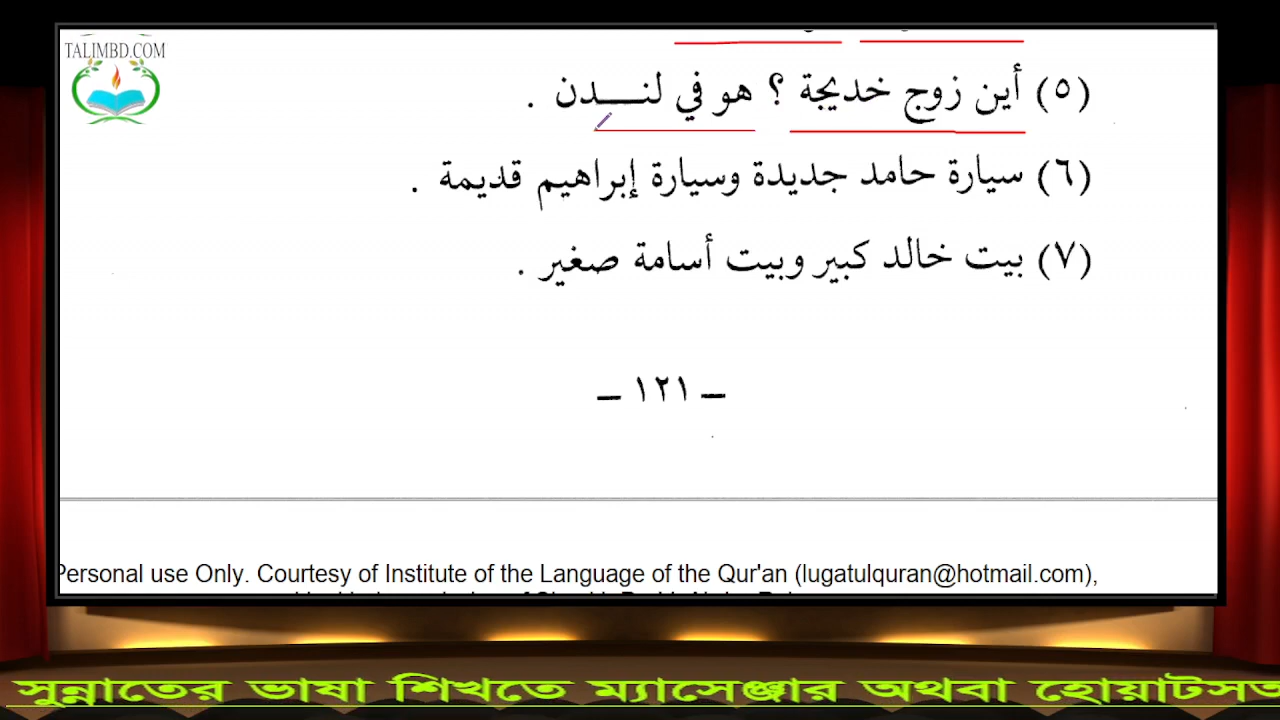 TALIMBD.COM
(٥) أين زوج خديجة ؟ هو في لنـــدن .
(٦) سيارة حامد جديدة وسيارة إبراهيم قديمة .
(٧) بيت خالد كبير وبيت أسامة صغير .
– ١٢١ –
Personal use Only. Courtesy of Institute of the Language of the Qur'an (lugatulquran@hotmail.com),
সুন্নাতের ভাষা শিখতে ম্যাসেঞ্জার অথবা হোয়াটসত